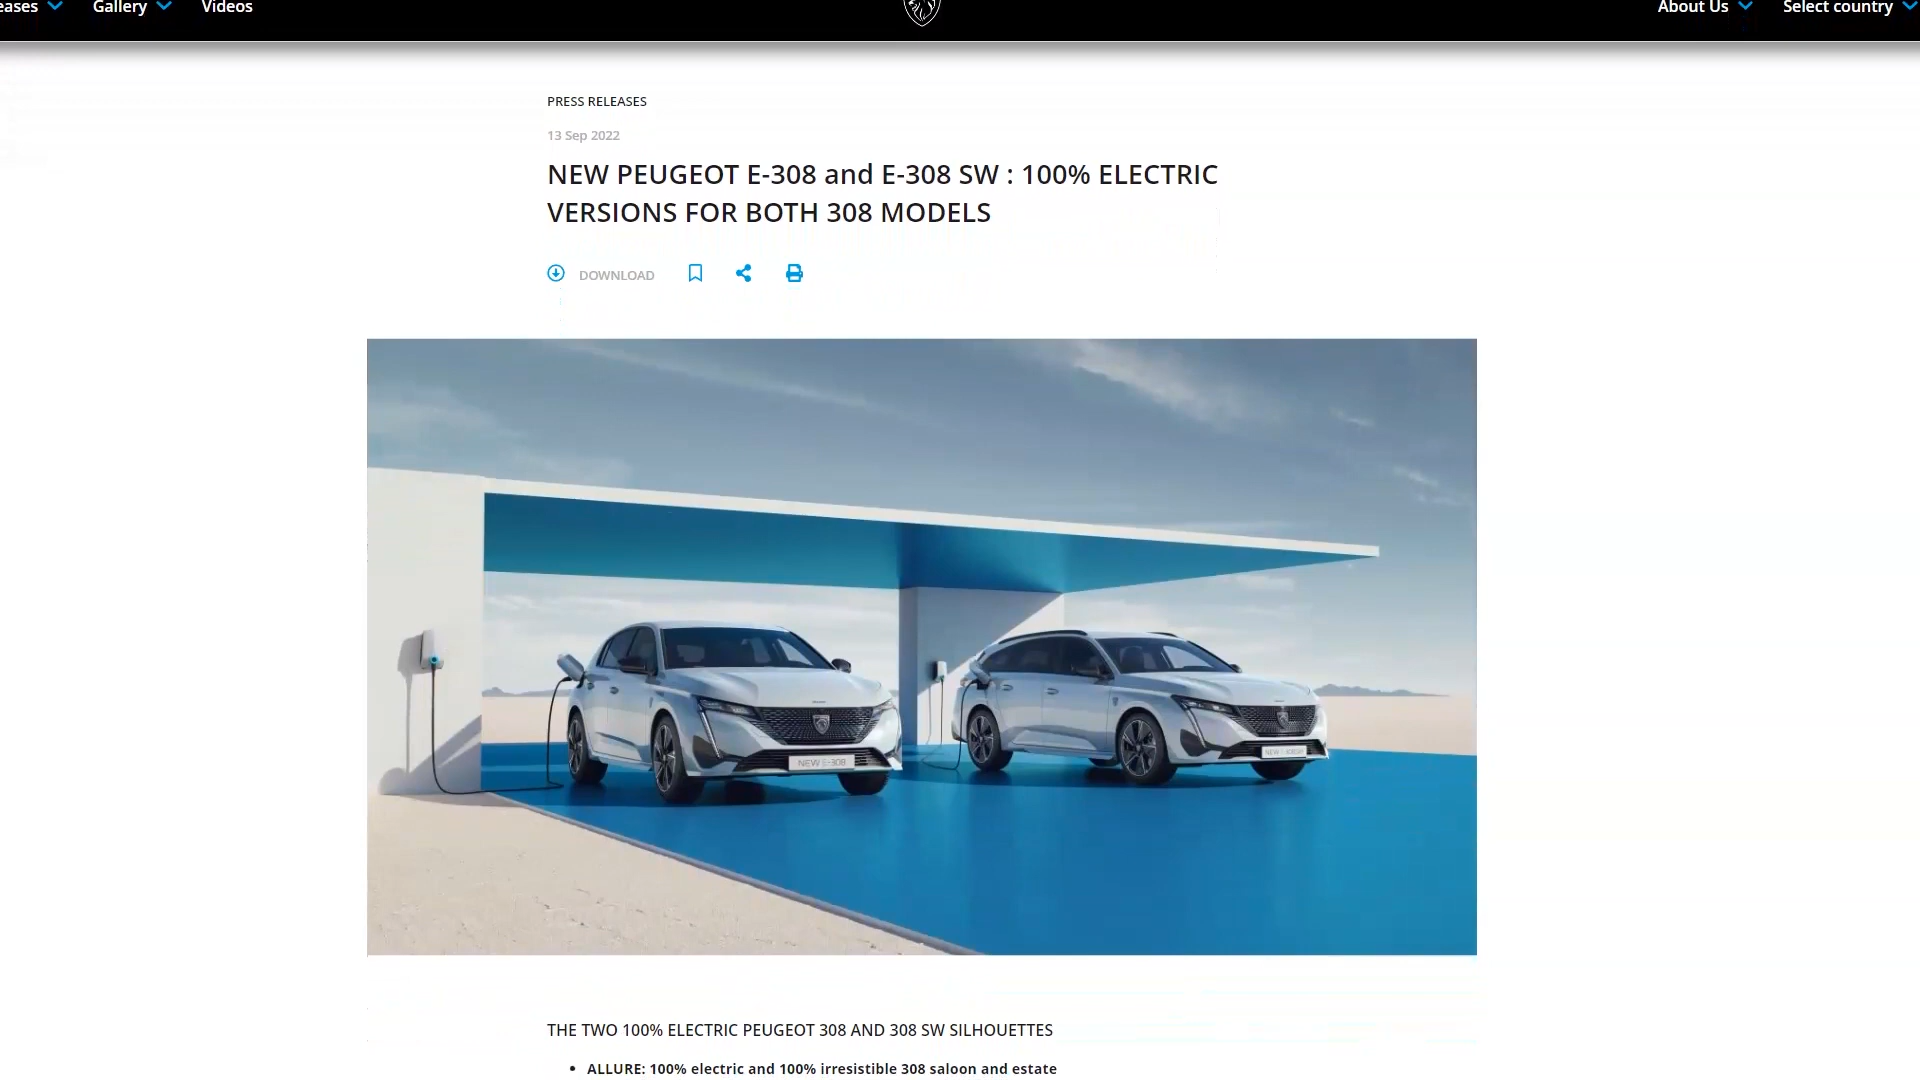 eases
Gallery
Videos
About Us
Select country
PRESS RELEASES
13 Sep 2022
NEW PEUGEOT E-308 and E-308 SW : 100% ELECTRIC
VERSIONS FOR BOTH 308 MODELS
DOWNLOAD
NEW E-308
THE TWO 100% ELECTRIC PEUGEOT 308 AND 308 SW SILHOUETTES
• ALLURE: 100% electric and 100% irresistible 308 saloon and estate